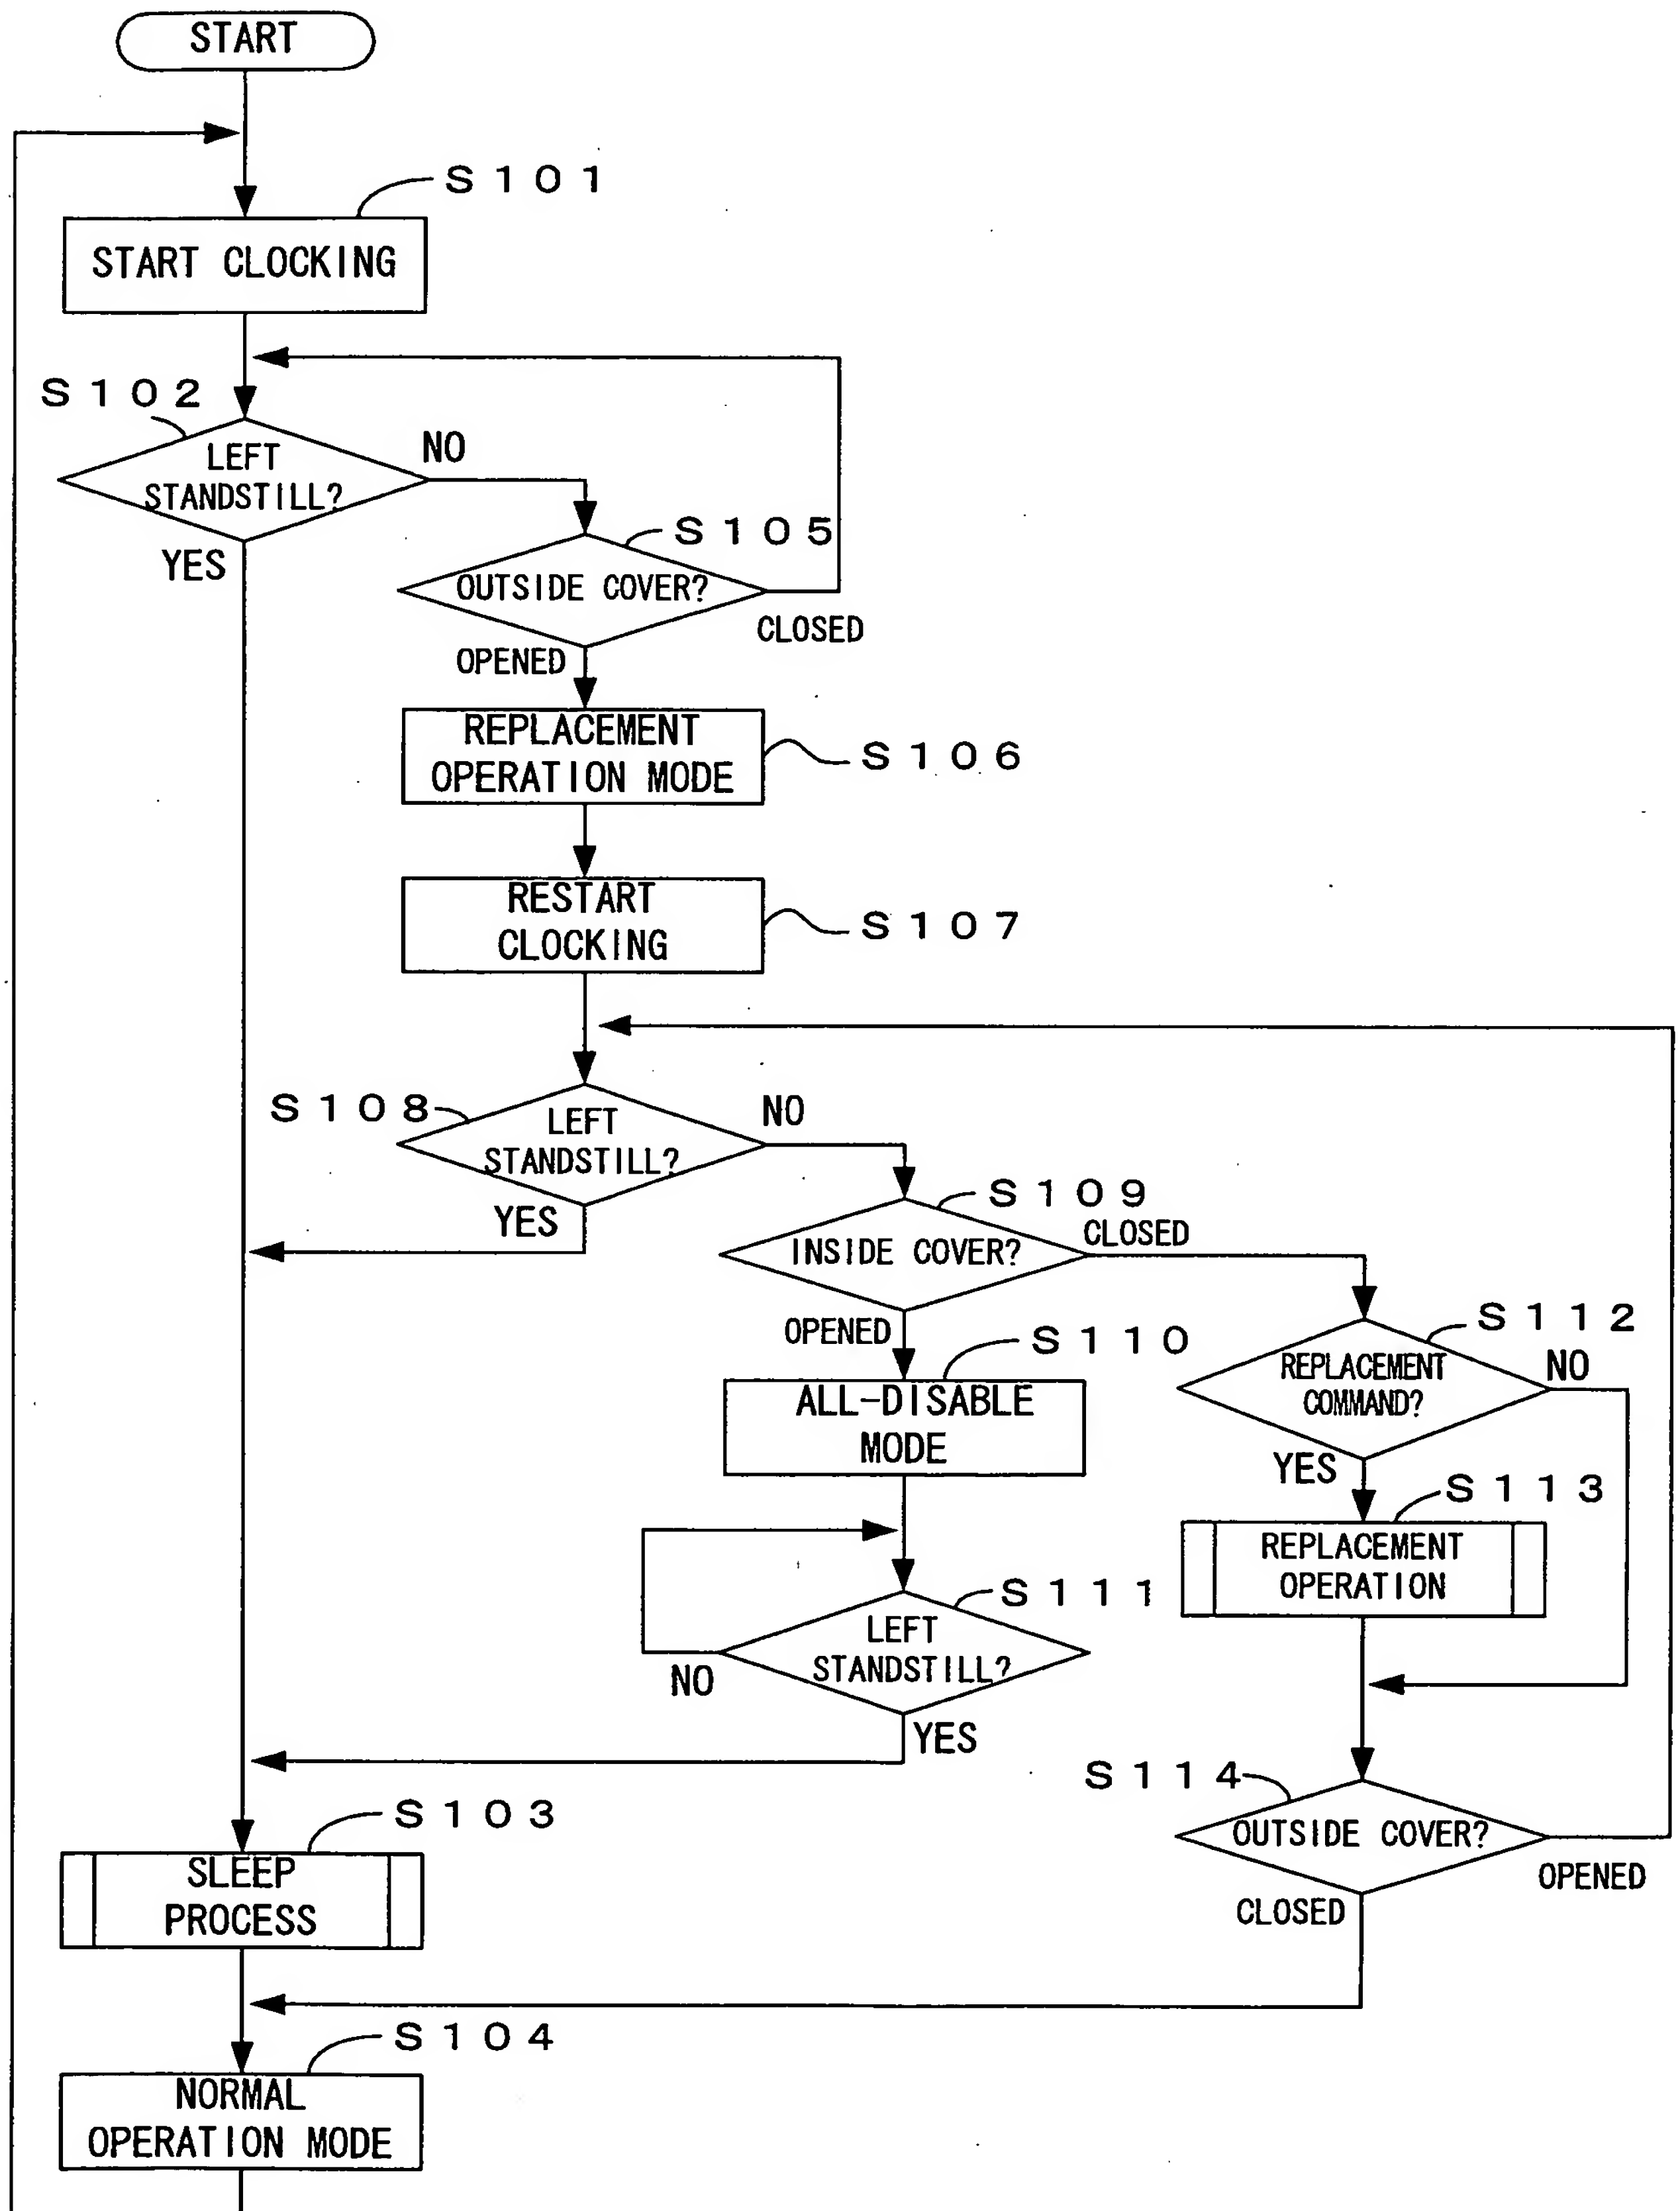 START
S101
START CLOCKING
S102
LEFT
STANDSTILL?
NO
YES
S105
OUTSIDE COVER?
CLOSED
OPENED
REPLACEMENT
OPERATION MODE
S106
RESTART
CLOCKING
S107
S108
LEFT
STANDSTILL?
NO
YES
S109
INSIDE COVER?
CLOSED
OPENED
S110
ALL-DISABLE
MODE
S112
REPLACEMENT
COMMAND?
NO
YES
S113
REPLACEMENT
OPERATION
S111
LEFT
STANDSTILL?
NO
YES
S114
OUTSIDE COVER?
OPENED
CLOSED
S103
SLEEP
PROCESS
S104
NORMAL
OPERATION MODE